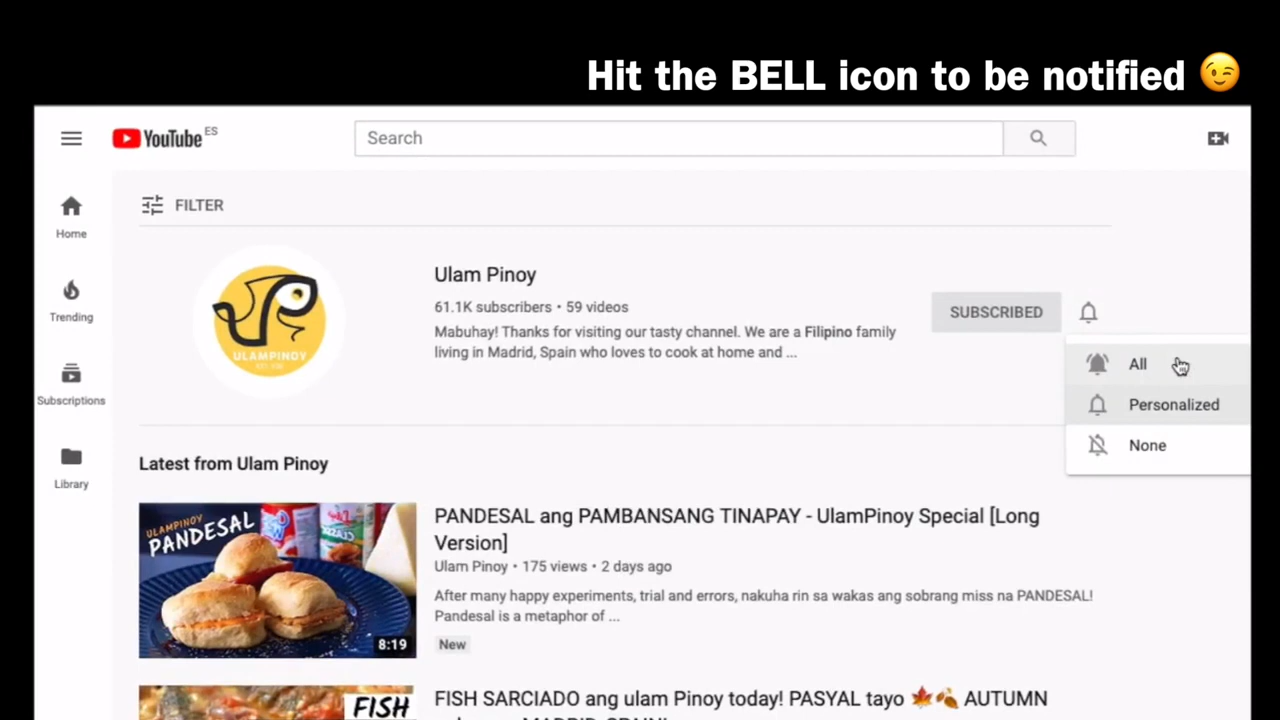 Hit the BELL icon to be notified 😉
YouTube ES
Search
FILTER
Home
Trending
Subscriptions
Library
ULAMPINOY
Ulam Pinoy
61.1K subscribers • 59 videos
Mabuhay! Thanks for visiting our tasty channel. We are a Filipino family
living in Madrid, Spain who loves to cook at home and ...
SUBSCRIBED
All
Personalized
None
Latest from Ulam Pinoy
ULAMPINOY
PANDESAL
8:19
PANDESAL ang PAMBANSANG TINAPAY - UlamPinoy Special [Long
Version]
Ulam Pinoy • 175 views • 2 days ago
After many happy experiments, trial and errors, nakuha rin sa wakas ang sobrang miss na PANDESAL!
Pandesal is a metaphor of ...
New
FISH
FISH SARCIADO ang ulam Pinoy today! PASYAL tayo 🍁🍂 AUTUMN